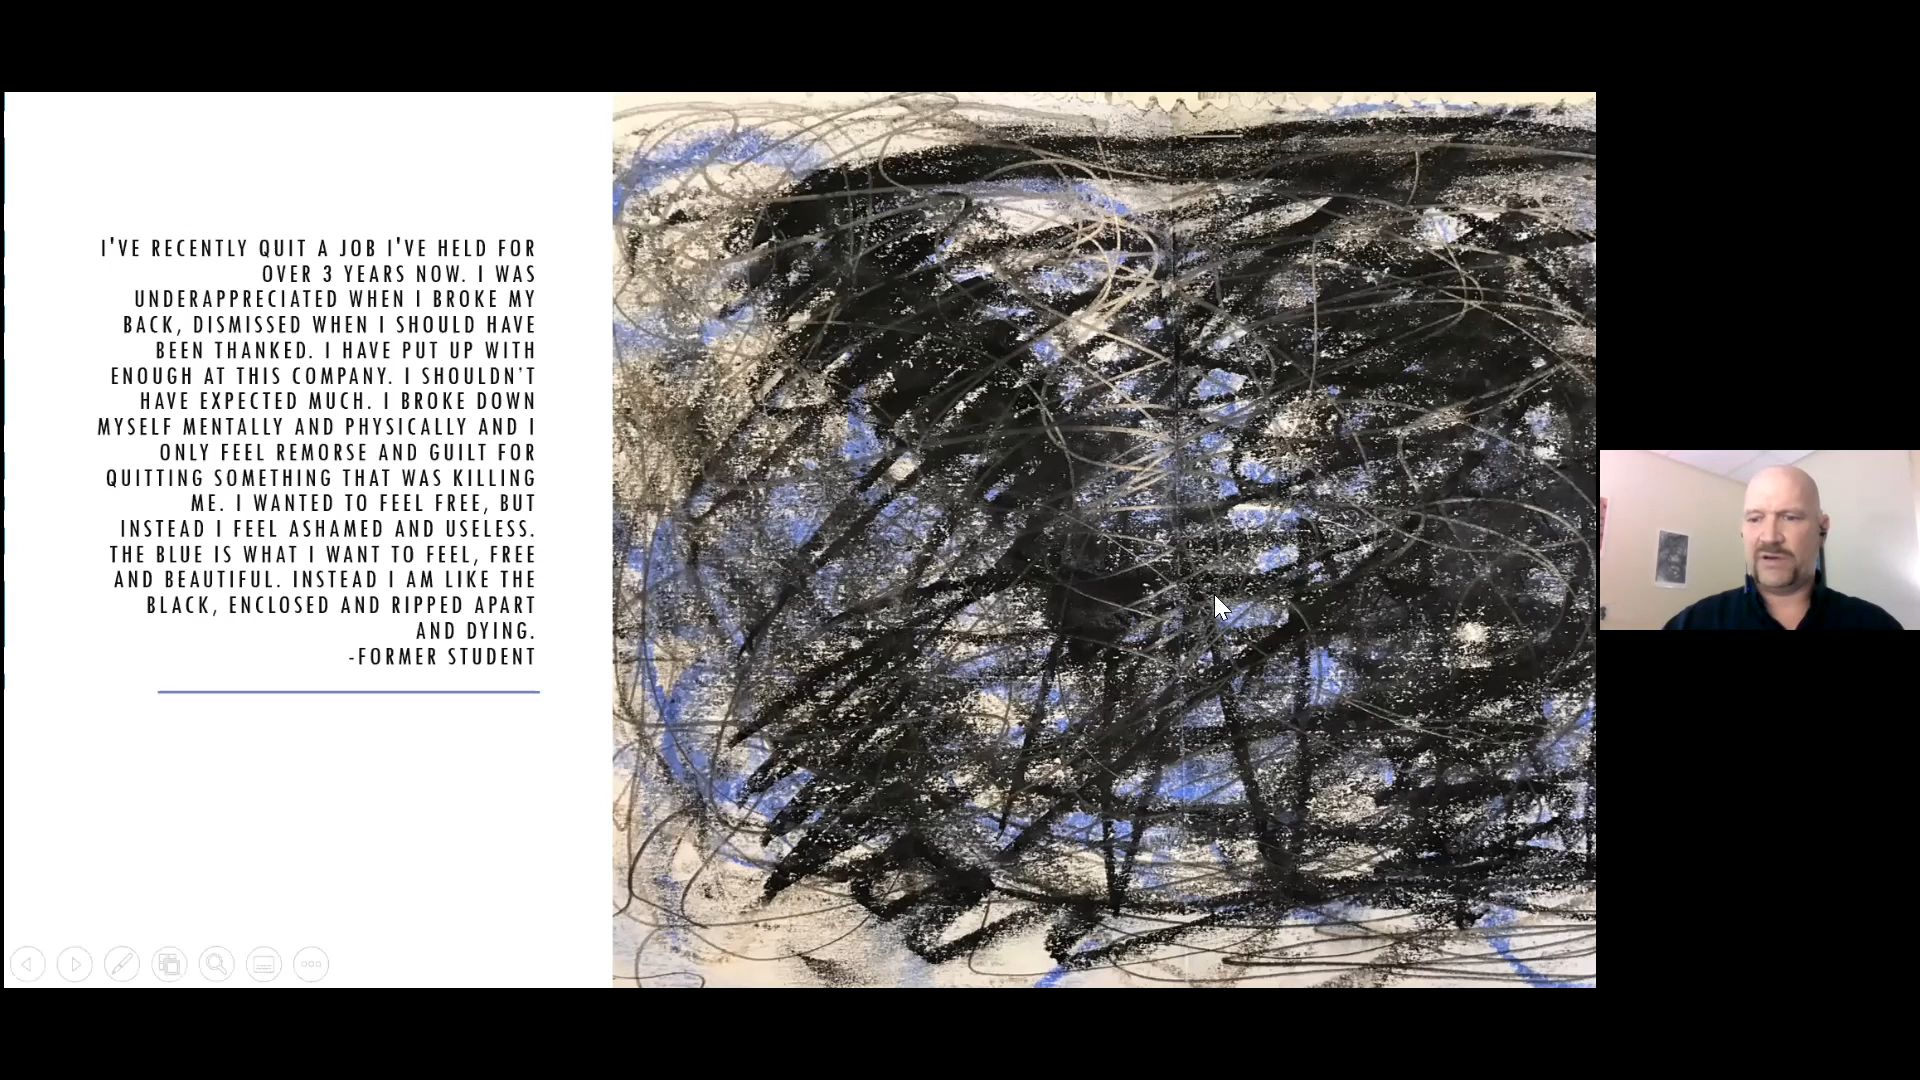 I'VE RECENTLY QUIT A JOB I'VE HELD FOR
OVER 3 YEARS NOW. I WAS
UNDERAPPRECIATED WHEN I BROKE MY
BACK, DISMISSED WHEN I SHOULD HAVE
BEEN THANKED. I HAVE PUT UP WITH
ENOUGH AT THIS COMPANY. I SHOULDN’T
HAVE EXPECTED MUCH. I BROKE DOWN
MYSELF MENTALLY AND PHYSICALLY AND I
ONLY FEEL REMORSE AND GUILT FOR
QUITTING SOMETHING THAT WAS KILLING
ME. I WANTED TO FEEL FREE, BUT
INSTEAD I FEEL ASHAMED AND USELESS.
THE BLUE IS WHAT I WANT TO FEEL, FREE
AND BEAUTIFUL. INSTEAD I AM LIKE THE
BLACK, ENCLOSED AND RIPPED APART
AND DYING.
-FORMER STUDENT